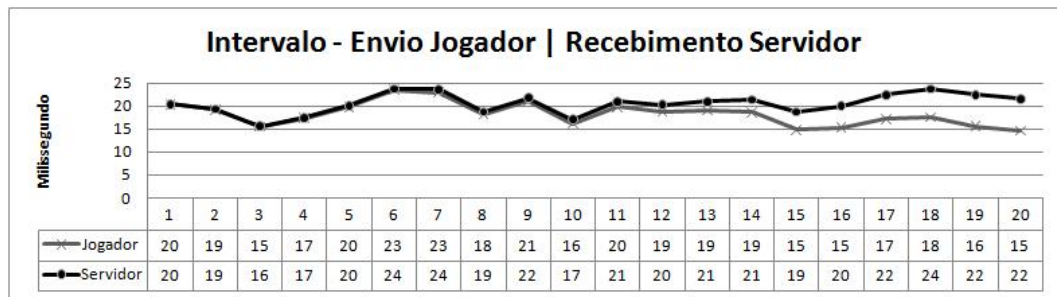 Intervalo - Envio Jogador | Recebimento Servidor
Milissegundo
25
20
15
10
5
0
1 2 3 4 5 6 7 8 9 10 11 12 13 14 15 16 17 18 19 20
Jogador 20 19 15 17 20 23 23 18 21 16 20 19 19 19 15 15 17 18 16 15
Servidor 20 19 16 17 20 24 24 19 22 17 21 20 21 21 19 20 22 24 22 22